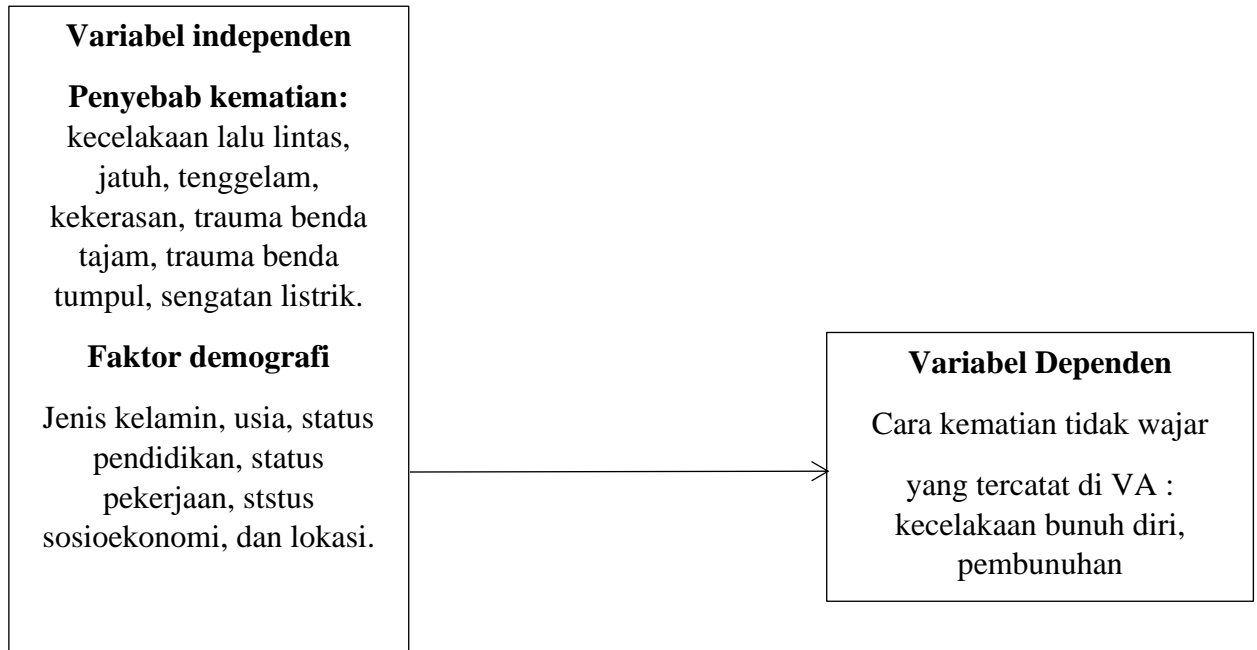 Variabel independen
Penyebab kematian:
kecelakaan lalu lintas,
jatuh, tenggelam,
kekerasan, trauma benda
tajam, trauma benda
tumpul, sengatan listrik.
Faktor demografi
Jenis kelamin, usia, status
pendidikan, status
pekerjaan, ststus
sosioekonomi, dan lokasi.
Variabel Dependen
Cara kematian tidak wajar
yang tercatat di VA :
kecelakaan bunuh diri,
pembunuhan